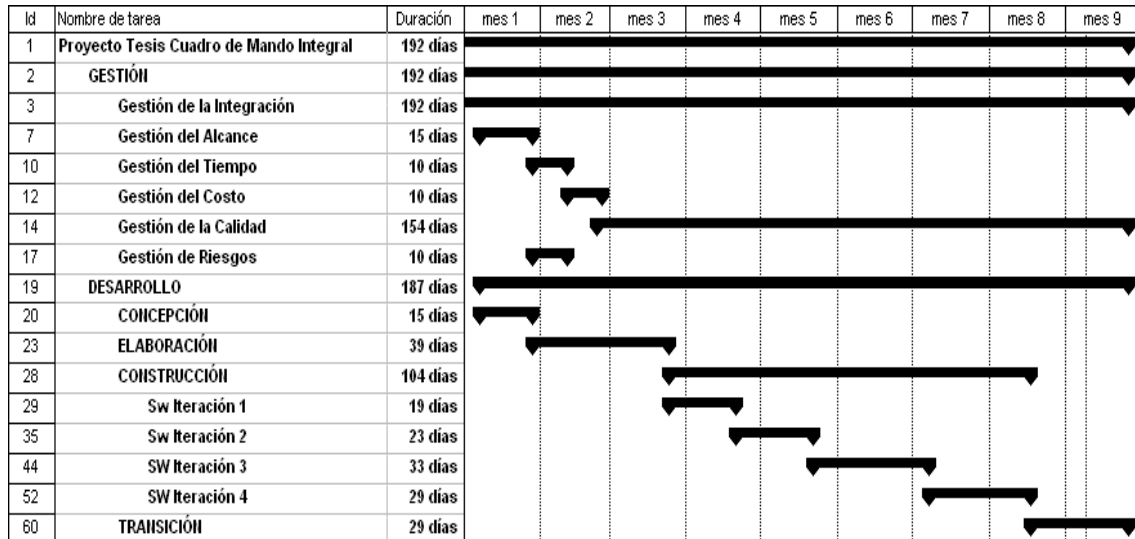 Id Nombre de tarea Duración mes 1 mes 2 mes 3 mes 4 mes 5 mes 6 mes 7 mes 8 mes 9
1 Proyecto Tesis Cuadro de Mando Integral 192 días
2 GESTIÓN 192 días
3 Gestión de la Integración 192 días
7 Gestión del Alcance 15 días
10 Gestión del Tiempo 10 días
12 Gestión del Costo 10 días
14 Gestión de la Calidad 154 días
17 Gestión de Riesgos 10 días
19 DESARROLLO 187 días
20 CONCEPCIÓN 15 días
23 ELABORACIÓN 39 días
28 CONSTRUCCIÓN 104 días
29 Sw Iteración 1 19 días
35 Sw Iteración 2 23 días
44 SW Iteración 3 33 días
52 SW Iteración 4 29 días
60 TRANSICIÓN 29 días